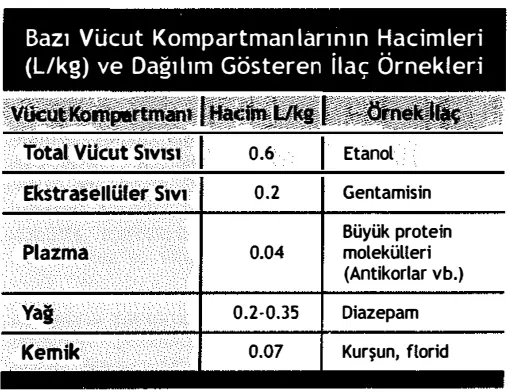 Bazı Vücut Kompartmanlarının Hacimleri
(L/kg) ve Dağılım Gösteren İlaç Örnekleri
Vücut Kompartmanı Hacim L/kg Örnek İlaç
Total Vücut Sıvısı 0.6 Etanol
Ekstrasellüler Sıvı 0.2 Gentamisin
Plazma 0.04 Büyük protein
molekülleri
(Antikorlar vb.)
Yağ 0.2-0.35 Diazepam
Kemik 0.07 Kurşun, florid